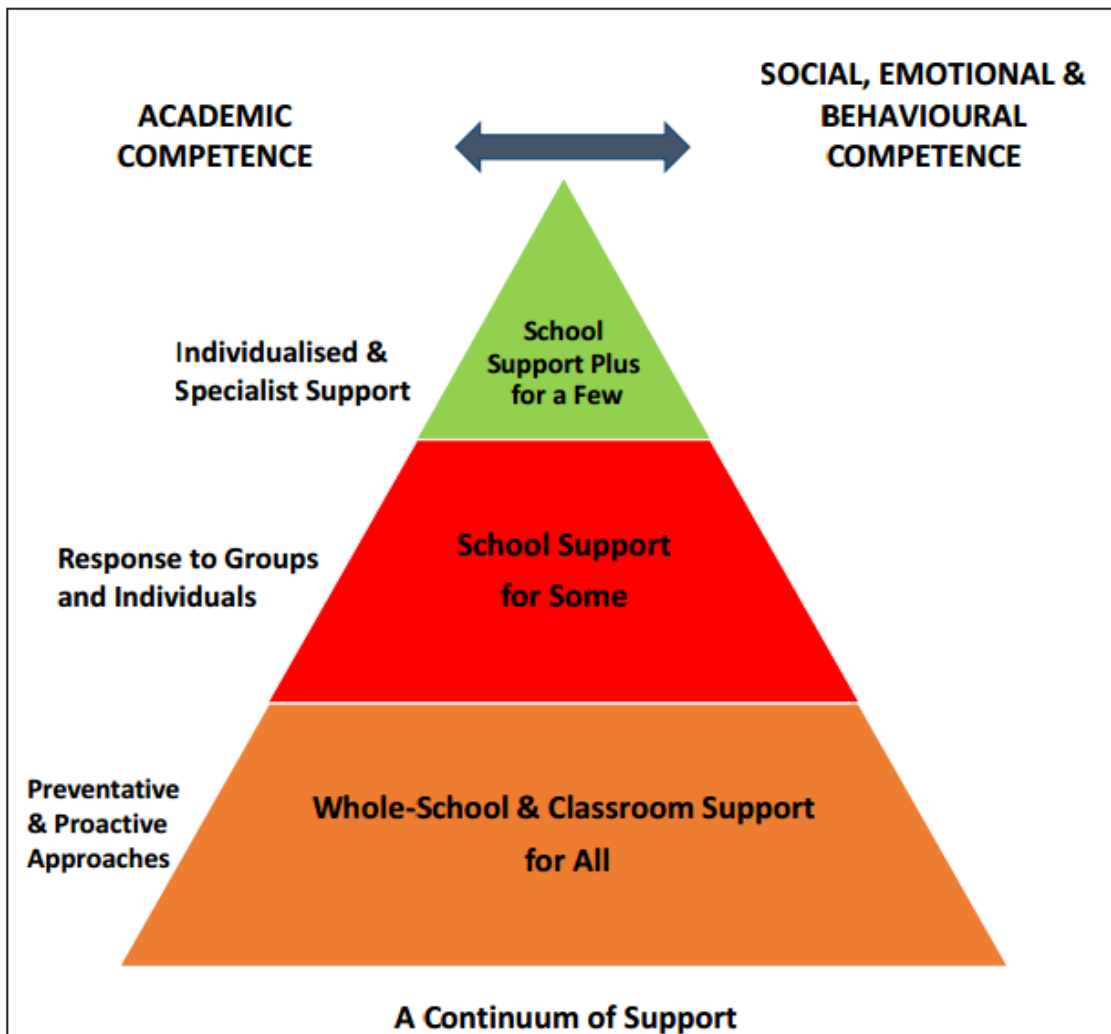 ACADEMIC
COMPETENCE
SOCIAL, EMOTIONAL &
BEHAVIOURAL
COMPETENCE
Individualised &
Specialist Support
School
Support Plus
for a Few
Response to Groups
and Individuals
School Support
for Some
Preventative
& Proactive
Approaches
Whole-School & Classroom Support
for All
A Continuum of Support